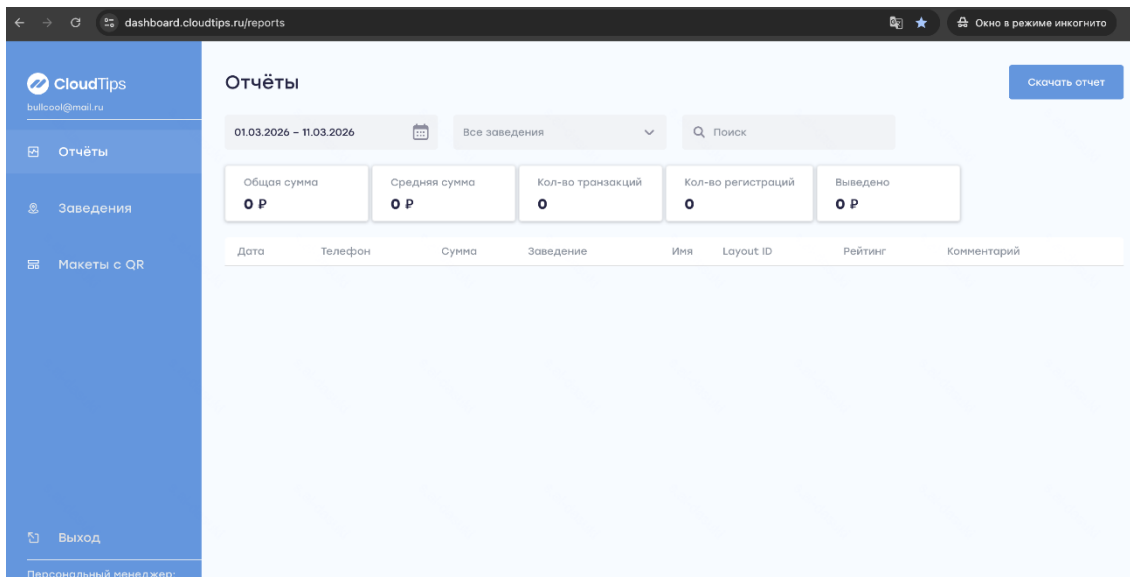 dashboard.cloudtips.ru/reports
Окно в режиме инкогнито
CloudTips
bullcool@mail.ru
Отчёты
Заведения
Макеты с QR
Выход
Персональный менеджер:
Отчёты
Скачать отчет
01.03.2026 – 11.03.2026
Все заведения
Поиск
Общая сумма
0 ₽
Средняя сумма
0 ₽
Кол-во транзакций
0
Кол-во регистраций
0
Выведено
0 ₽
Дата Телефон Сумма Заведение Имя Layout ID Рейтинг Комментарий